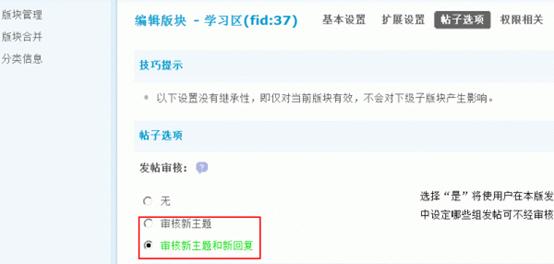 版块管理
版块合并
分类信息
编辑版块 - 学习区(fid:37) 基本设置 扩展设置 帖子选项 权限相关
技巧提示
以下设置没有继承性，即仅对当前版块有效，不会对下级子版块产生影响。
帖子选项
发帖审核: ?
无
审核新主题
审核新主题和新回复
选择“是”将使用户在本版发
中设定哪些组发帖可不经审核